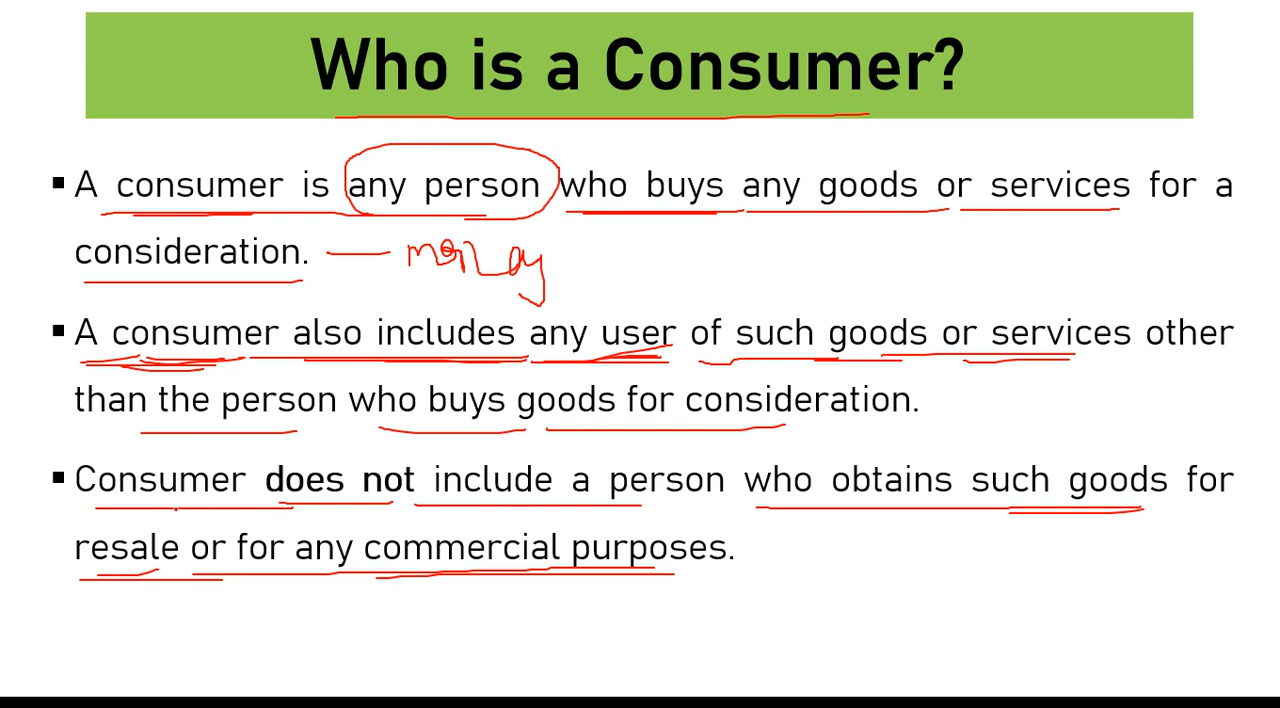 Who is a Consumer?
▪ A consumer is any person who buys any goods or services for a
consideration. — money
▪ A consumer also includes any user of such goods or services other
than the person who buys goods for consideration.
▪ Consumer does not include a person who obtains such goods for
resale or for any commercial purposes.